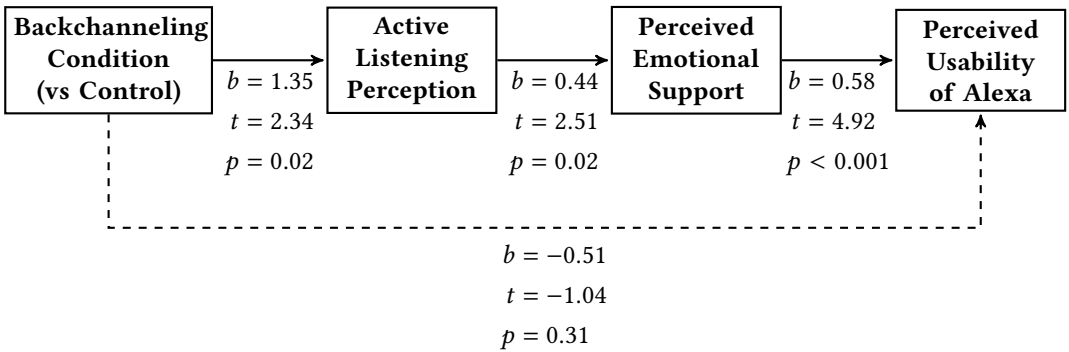 Backchanneling
Condition
(vs Control)
b = 1.35
t = 2.34
p = 0.02
Active
Listening
Perception
b = 0.44
t = 2.51
p = 0.02
Perceived
Emotional
Support
b = 0.58
t = 4.92
p < 0.001
Perceived
Usability
of Alexa
b = −0.51
t = −1.04
p = 0.31